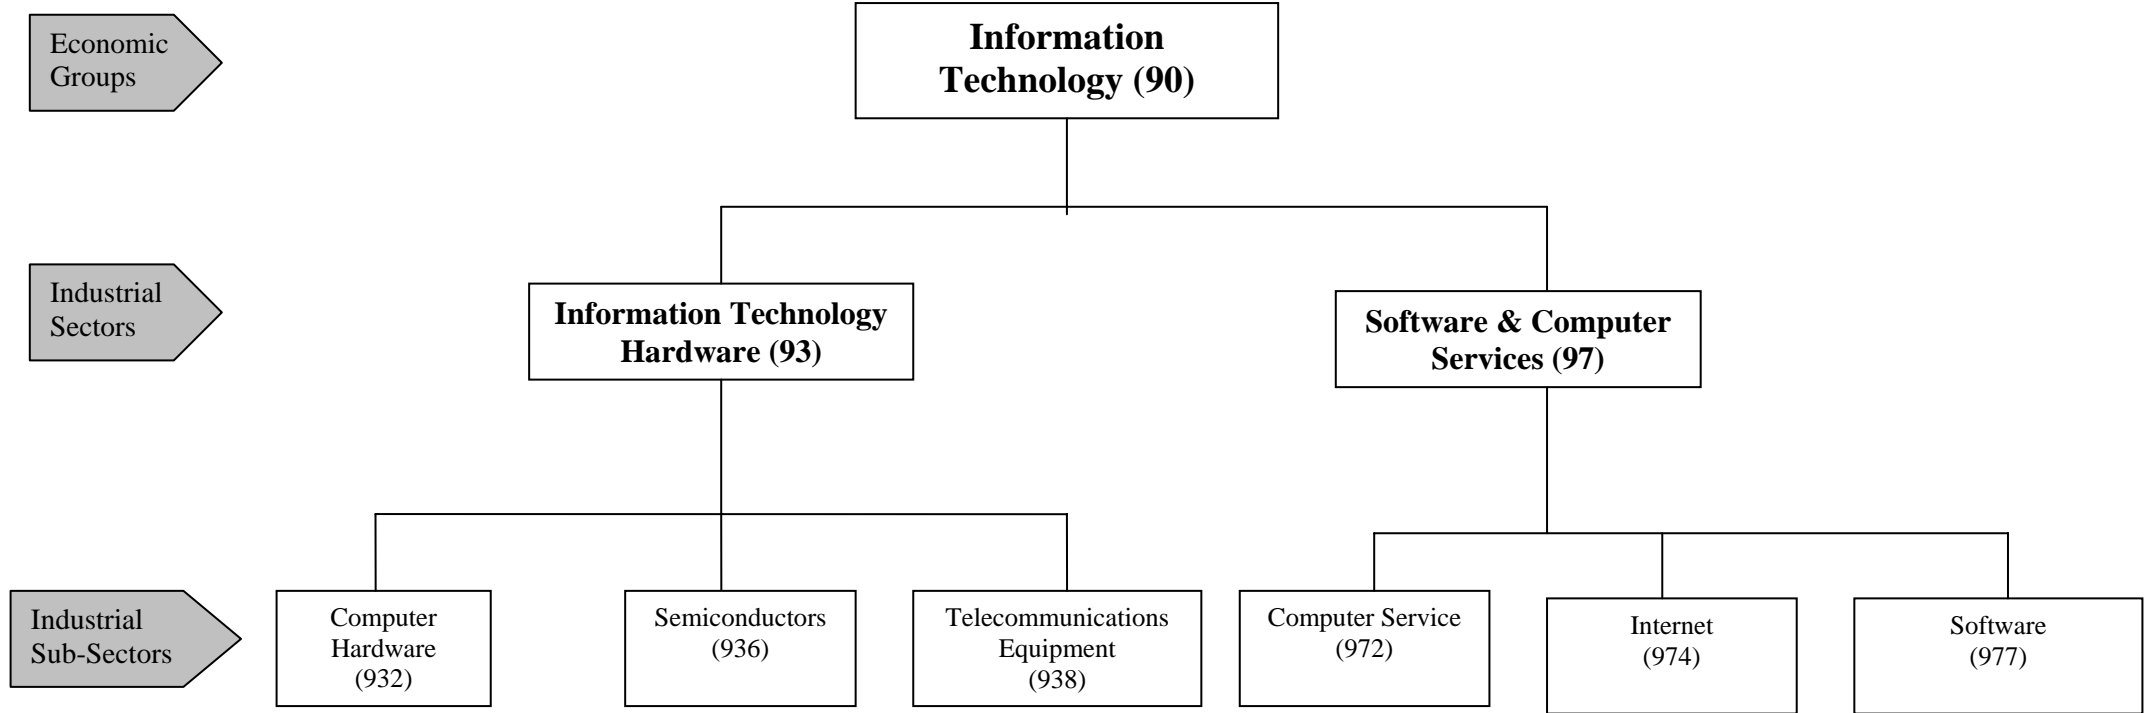 Economic
Groups
Information
Technology (90)
Industrial
Sectors
Information Technology
Hardware (93)
Software & Computer
Services (97)
Industrial
Sub-Sectors
Computer
Hardware
(932)
Semiconductors
(936)
Telecommunications
Equipment
(938)
Computer Service
(972)
Internet
(974)
Software
(977)